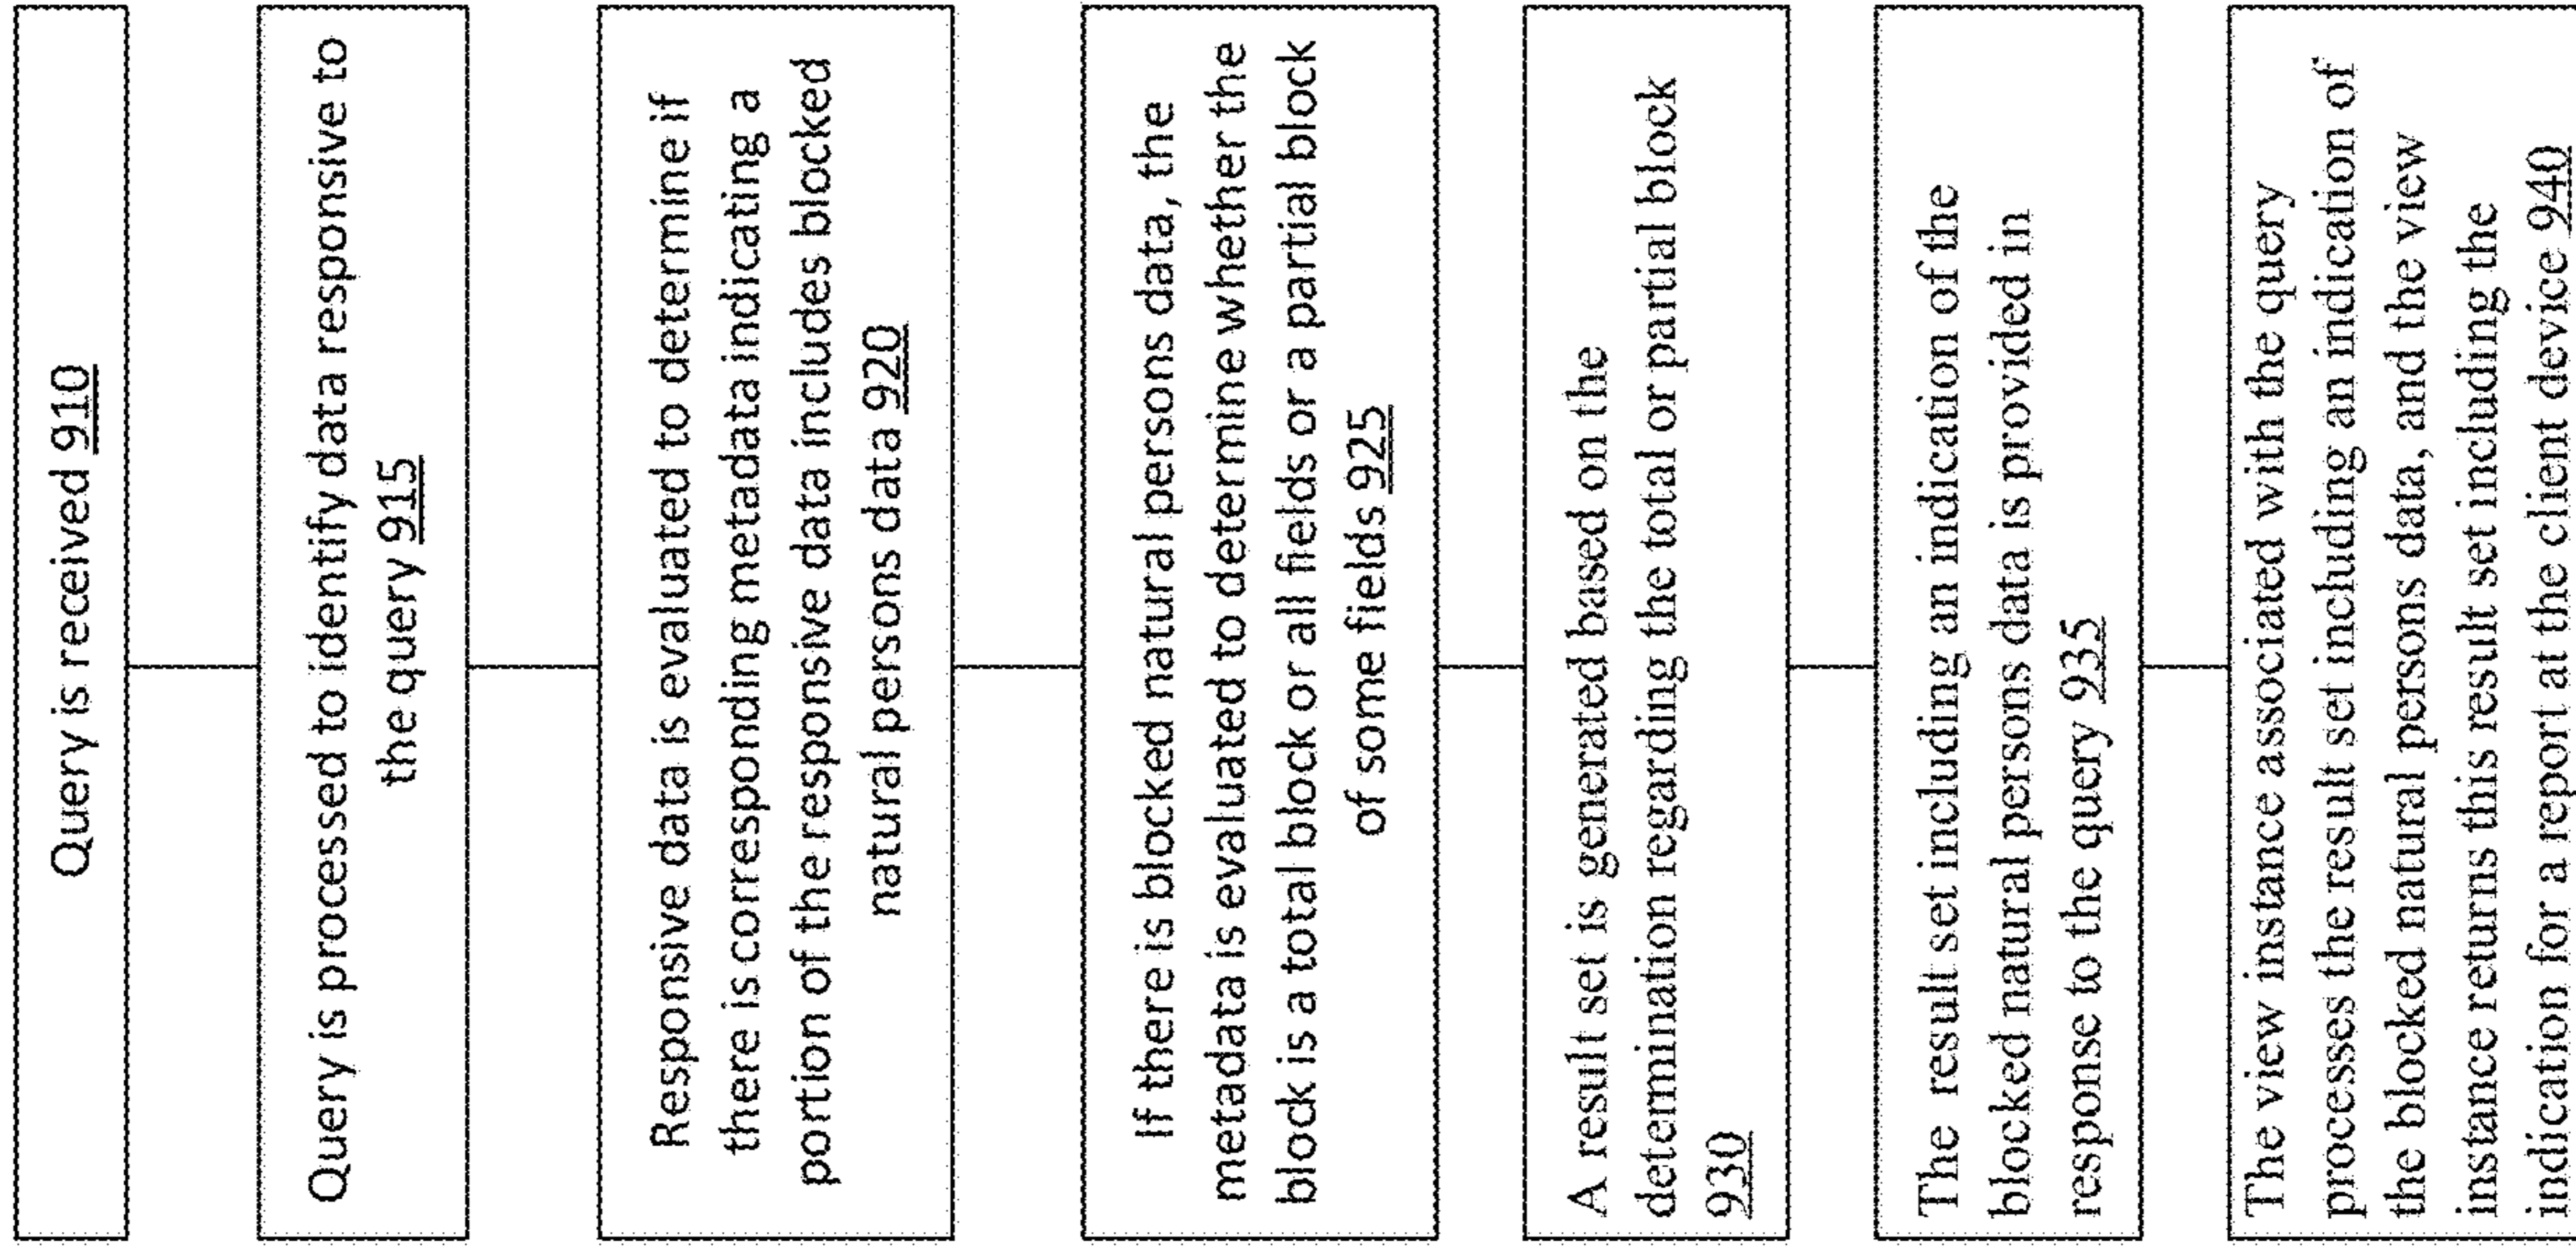 Query is received 910
Query is processed to identify data responsive to
the query 915
Responsive data is evaluated to determine if
there is corresponding metadata indicating a
portion of the responsive data includes blocked
natural persons data 920
If there is blocked natural persons data, the
metadata is evaluated to determine whether the
block is a total block or all fields or a partial block
of some fields 925
A result set is generated based on the
determination regarding the total or partial block
930
The result set including an indication of the
blocked natural persons data is provided in
response to the query 935
The view instance associated with the query
processes the result set including an indication of
the blocked natural persons data, and the view
instance returns this result set including the
indication for a report at the client device 940